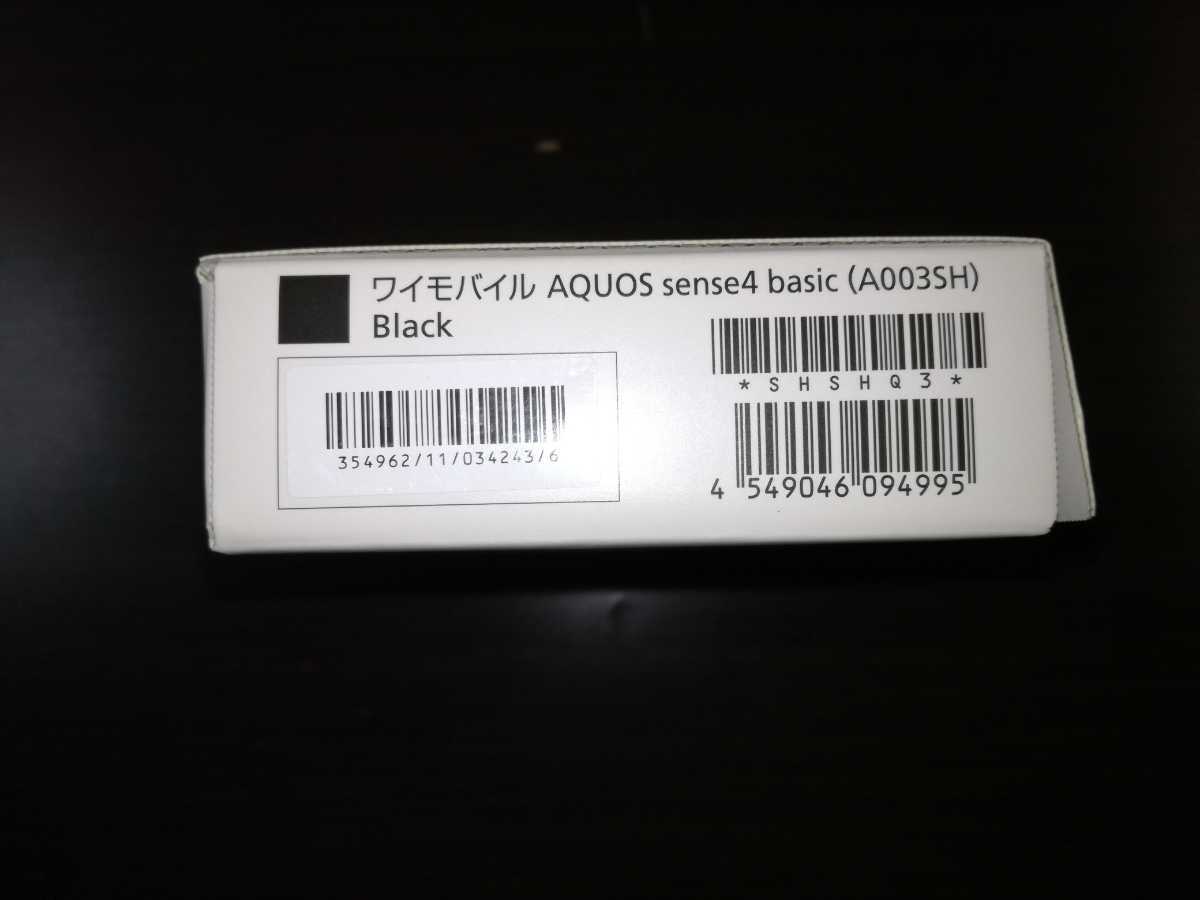 ワイモバイル AQUOS sense4 basic (A003SH)
Black
354962/11/034243/6
*SHSHQ3*
4 549046 094995